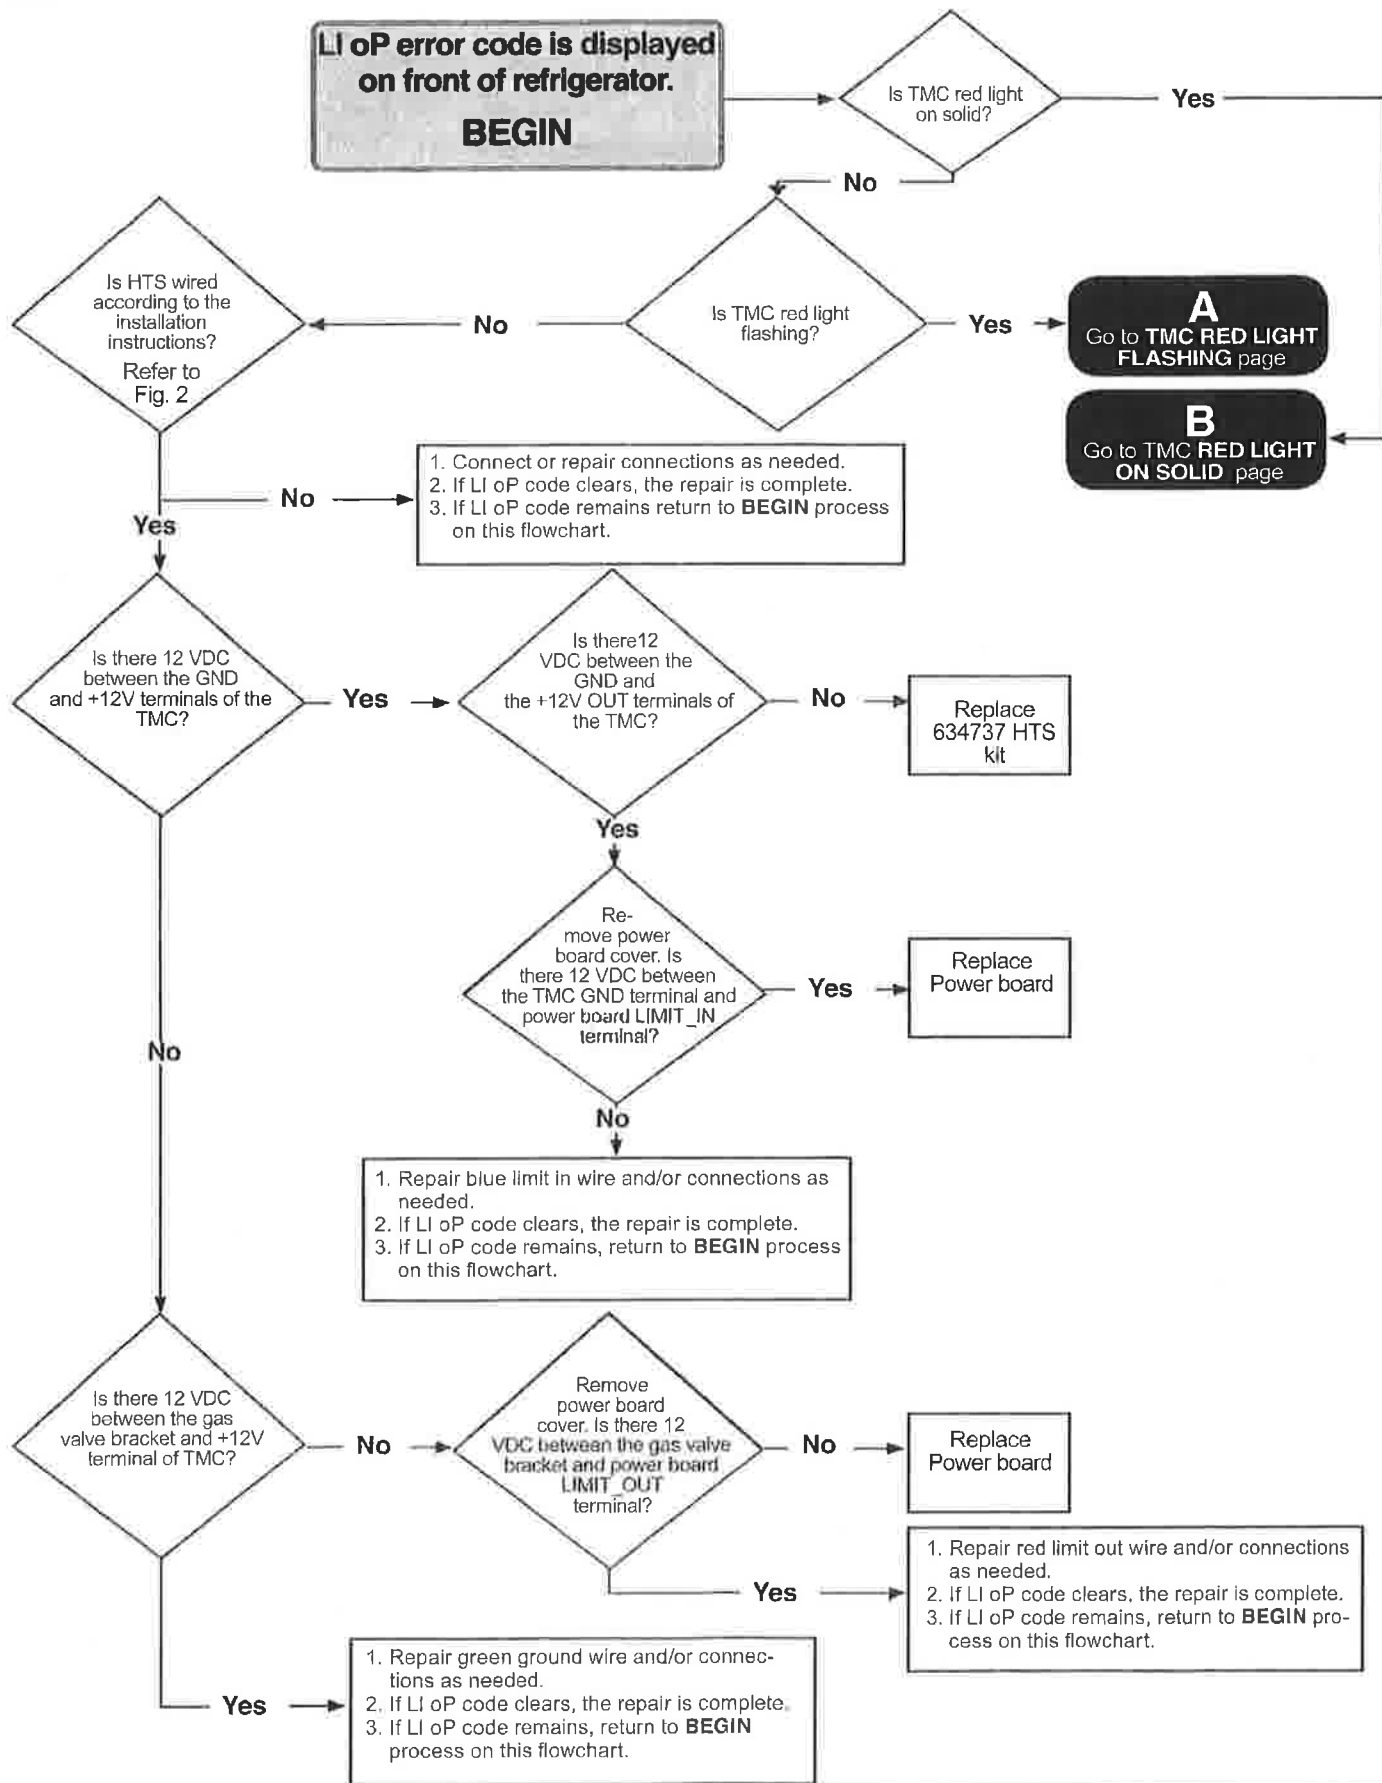 LI oP error code is displayed
on front of refrigerator.
BEGIN
Is TMC red light
on solid?
Yes
No
Is HTS wired
according to the
installation
instructions?
Refer to
Fig. 2
No
Is TMC red light
flashing?
Yes
A
Go to TMC RED LIGHT
FLASHING page
B
Go to TMC RED LIGHT
ON SOLID page
1. Connect or repair connections as needed.
2. If LI oP code clears, the repair is complete.
3. If LI oP code remains return to BEGIN process
on this flowchart.
No
Yes
Is there 12 VDC
between the GND
and +12V terminals of the
TMC?
Yes
Is there12
VDC between the
GND and
the +12V OUT terminals of
the TMC?
No
Replace
634737 HTS
kit
Yes
Re-
move power
board cover. Is
there 12 VDC between
the TMC GND terminal and
power board LIMIT_IN
terminal?
Yes
Replace
Power board
No
No
1. Repair blue limit in wire and/or connections as
needed.
2. If LI oP code clears, the repair is complete.
3. If LI oP code remains, return to BEGIN process
on this flowchart.
Is there 12 VDC
between the gas
valve bracket and +12V
terminal of TMC?
No
Remove
power board
cover. Is there 12
VDC between the gas valve
bracket and power board
LIMIT_OUT
terminal?
No
Replace
Power board
Yes
1. Repair red limit out wire and/or connections
as needed.
2. If LI oP code clears, the repair is complete.
3. If LI oP code remains, return to BEGIN pro-
cess on this flowchart.
Yes
1. Repair green ground wire and/or connec-
tions as needed.
2. If LI oP code clears, the repair is complete.
3. If LI oP code remains, return to BEGIN
process on this flowchart.